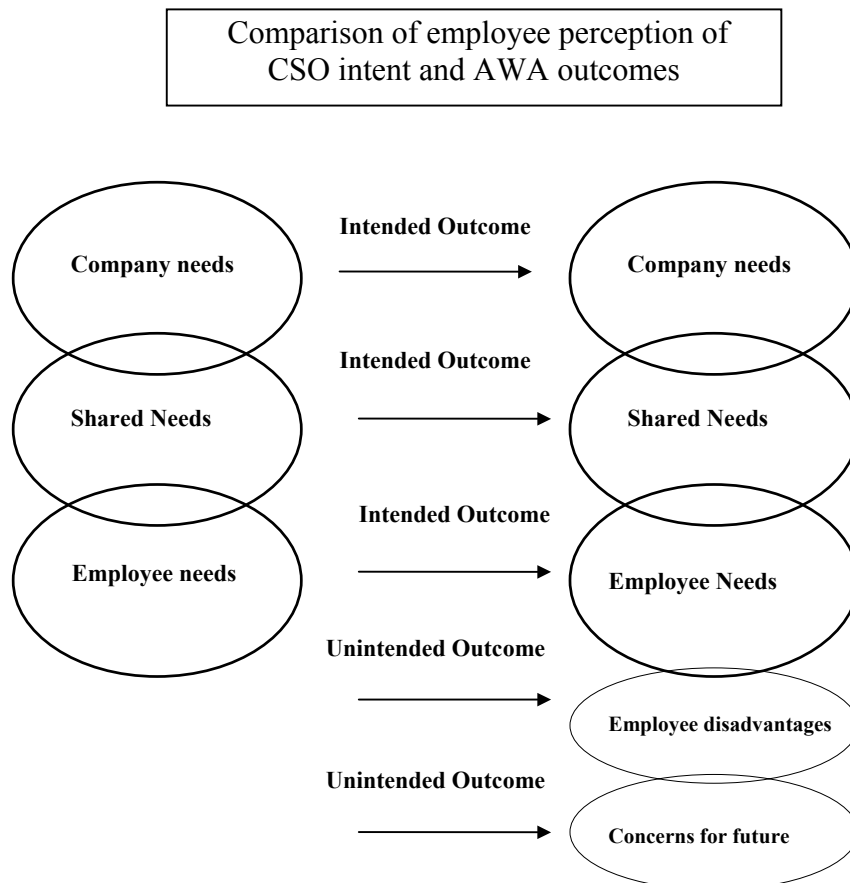 Comparison of employee perception of
CSO intent and AWA outcomes
Intended Outcome
Company needs
Company needs
Intended Outcome
Shared Needs
Shared Needs
Intended Outcome
Employee needs
Employee Needs
Unintended Outcome
Employee disadvantages
Unintended Outcome
Concerns for future